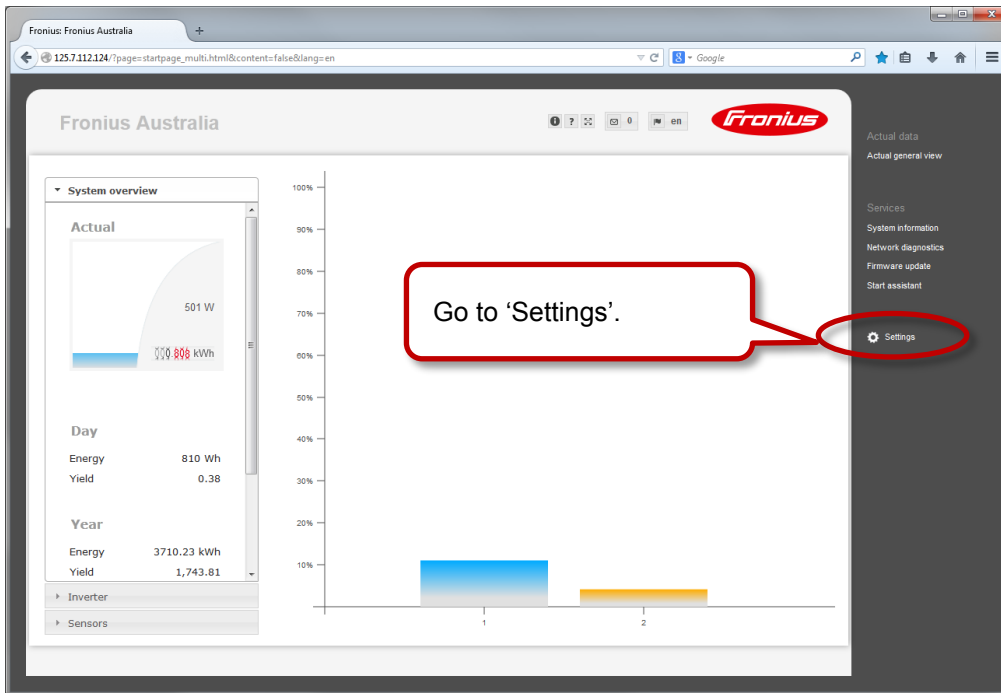 Fronius: Fronius Australia
125.7.112.124/?page=startpage_multi.html&content=false&lang=en
Google
Fronius Australia
0
en
Fronius
System overview
Actual
501 W
000 808 kWh
Day
Energy 810 Wh
Yield 0.38
Year
Energy 3710.23 kWh
Yield 1,743.81
Inverter
Sensors
100%
90%
80%
70%
60%
50%
40%
30%
20%
10%
1
2
Go to ‘Settings’.
Actual data
Actual general view
Services
System information
Network diagnostics
Firmware update
Start assistant
Settings